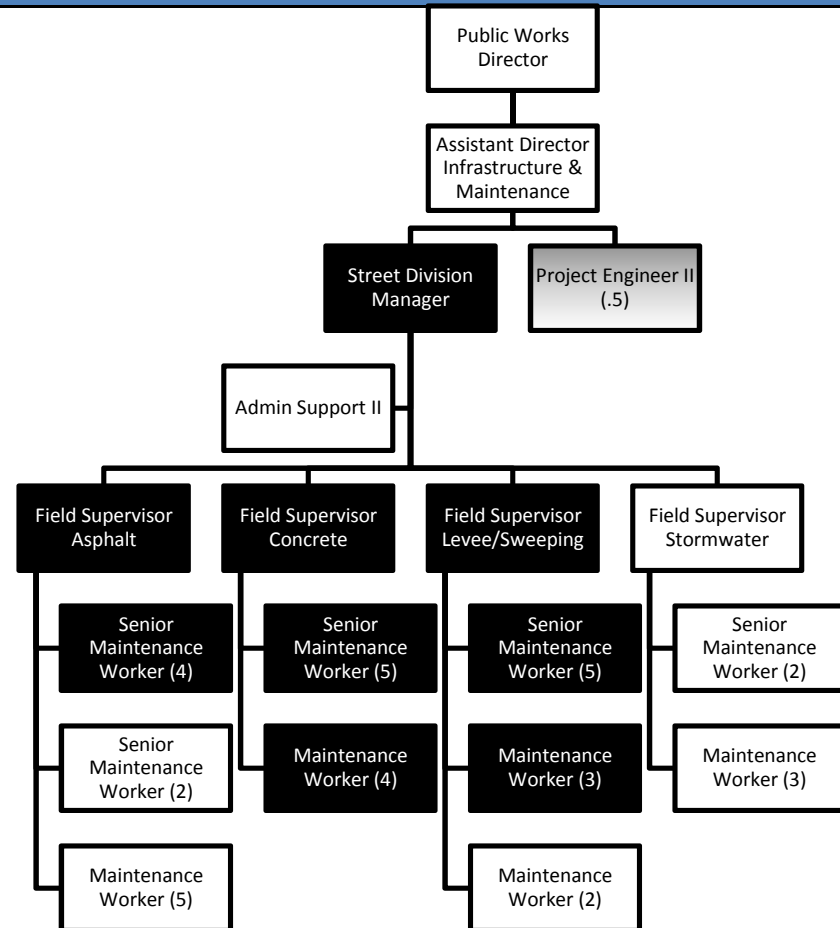 Public Works
Director
Assistant Director
Infrastructure &
Maintenance
Street Division
Manager
Project Engineer II
(.5)
Admin Support II
Field Supervisor
Asphalt
Field Supervisor
Concrete
Field Supervisor
Levee/Sweeping
Field Supervisor
Stormwater
Senior
Maintenance
Worker (4)
Senior
Maintenance
Worker (5)
Senior
Maintenance
Worker (5)
Senior
Maintenance
Worker (2)
Senior
Maintenance
Worker (2)
Maintenance
Worker (4)
Maintenance
Worker (3)
Maintenance
Worker (3)
Maintenance
Worker (5)
Maintenance
Worker (2)